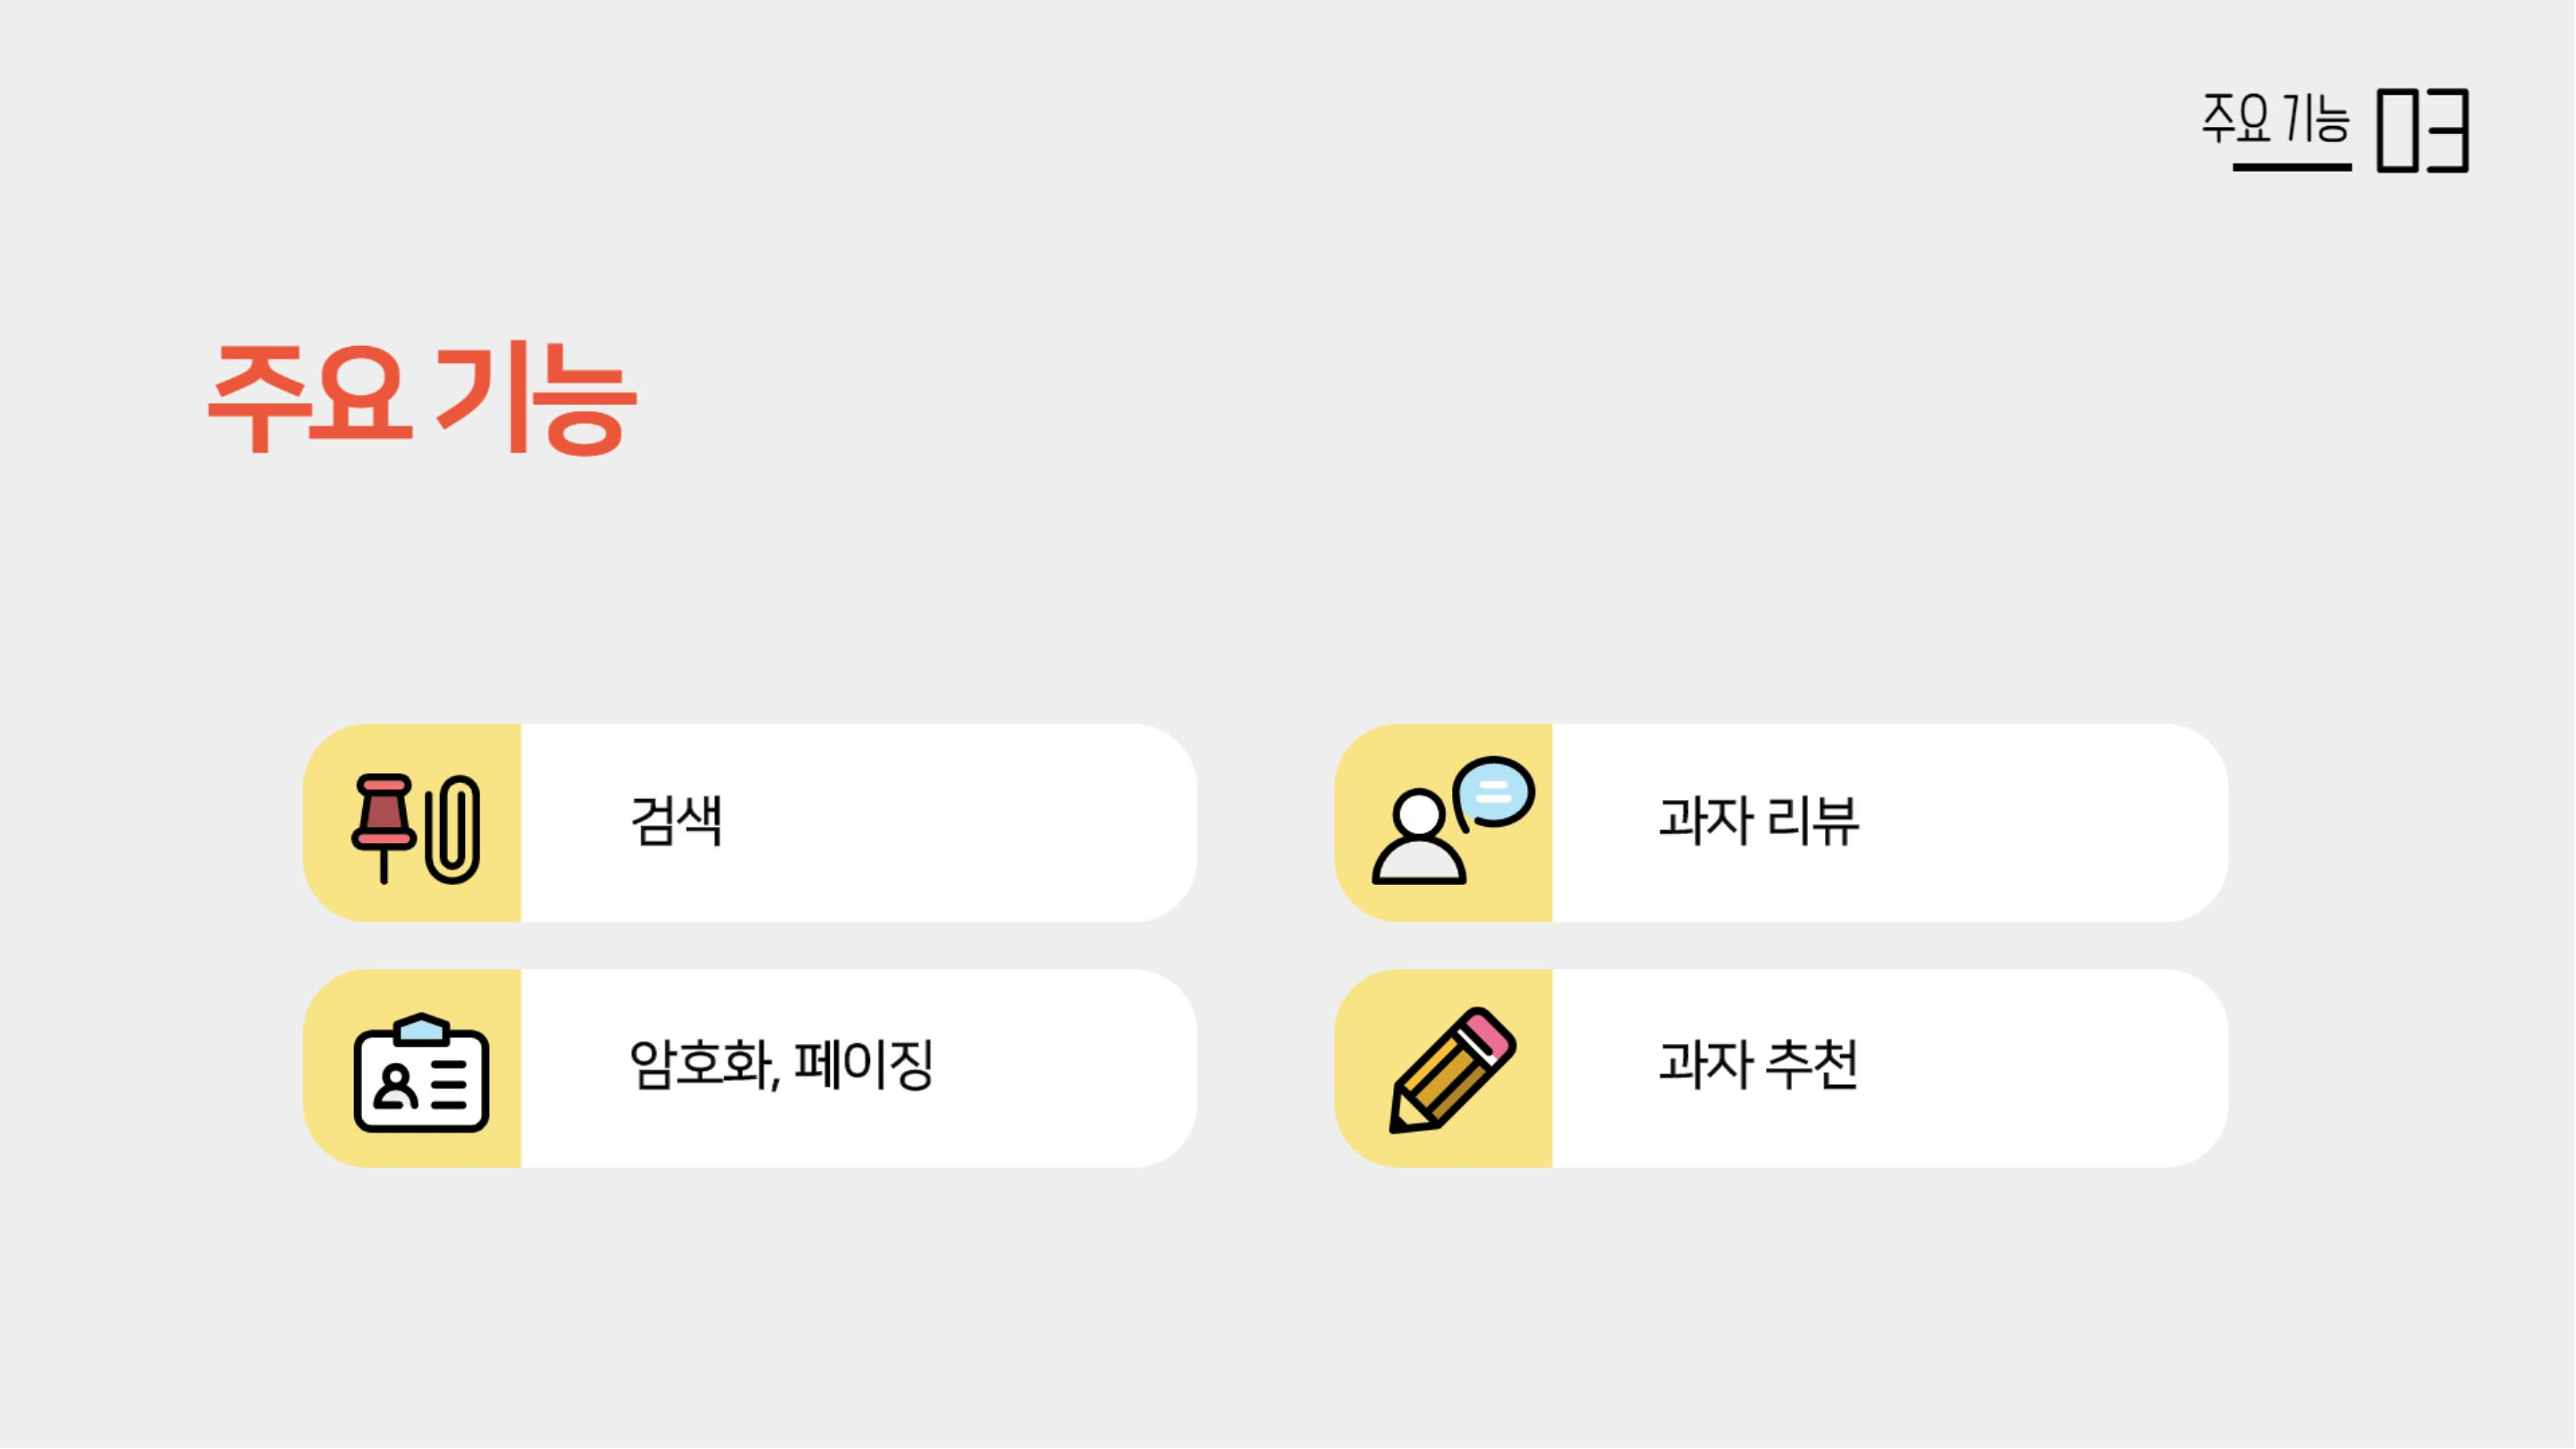 주요 기능 03
주요 기능
검색
과자 리뷰
암호화, 페이징
과자 추천